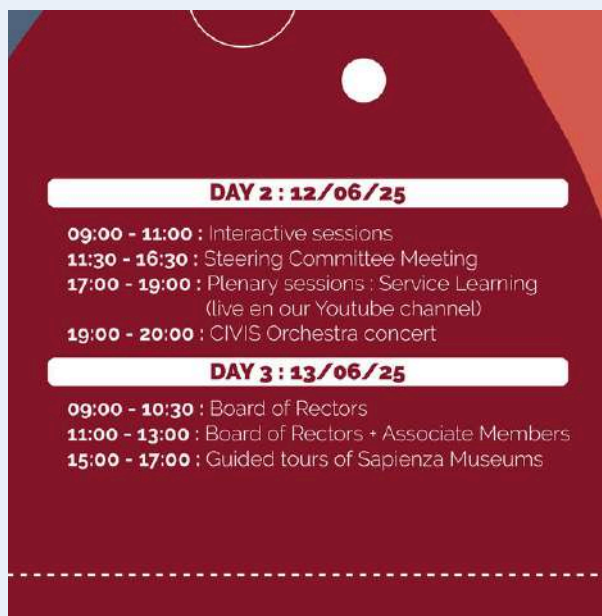 DAY 2 : 12/06/25
09:00 - 11:00 : Interactive sessions
11:30 - 16:30 : Steering Committee Meeting
17:00 - 19:00 : Plenary sessions : Service Learning
(live en our Youtube channel)
19:00 - 20:00 : CIVIS Orchestra concert
DAY 3 : 13/06/25
09:00 - 10:30 : Board of Rectors
11:00 - 13:00 : Board of Rectors + Associate Members
15:00 - 17:00 : Guided tours of Sapienza Museums